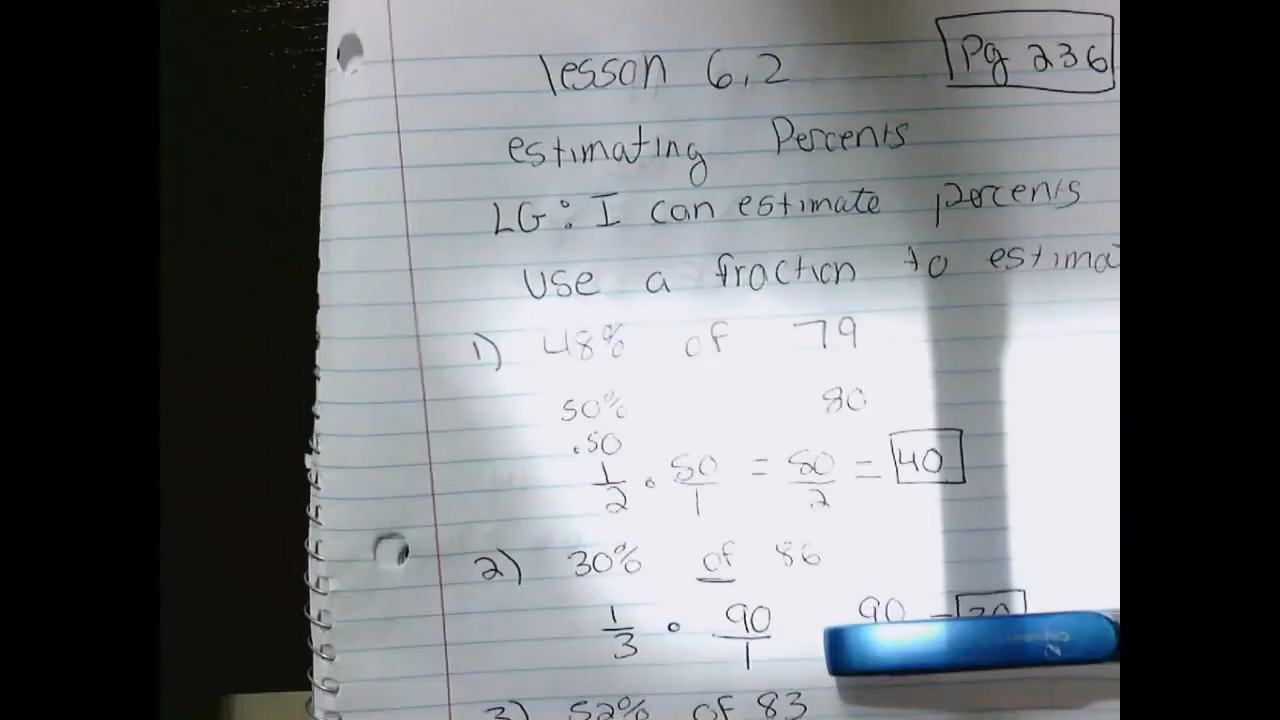 lesson 6.2
Pg 236
estimating Percents
LG: I can estimate percents
Use a fraction to estima
1) 48% of 79
50% 80
.50
1/2 · 80/1 = 80/2 = 40
2) 30% of 86
1/3 · 90/1 90
3) 52% of 83